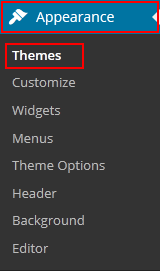 Appearance
Themes
Customize
Widgets
Menus
Theme Options
Header
Background
Editor